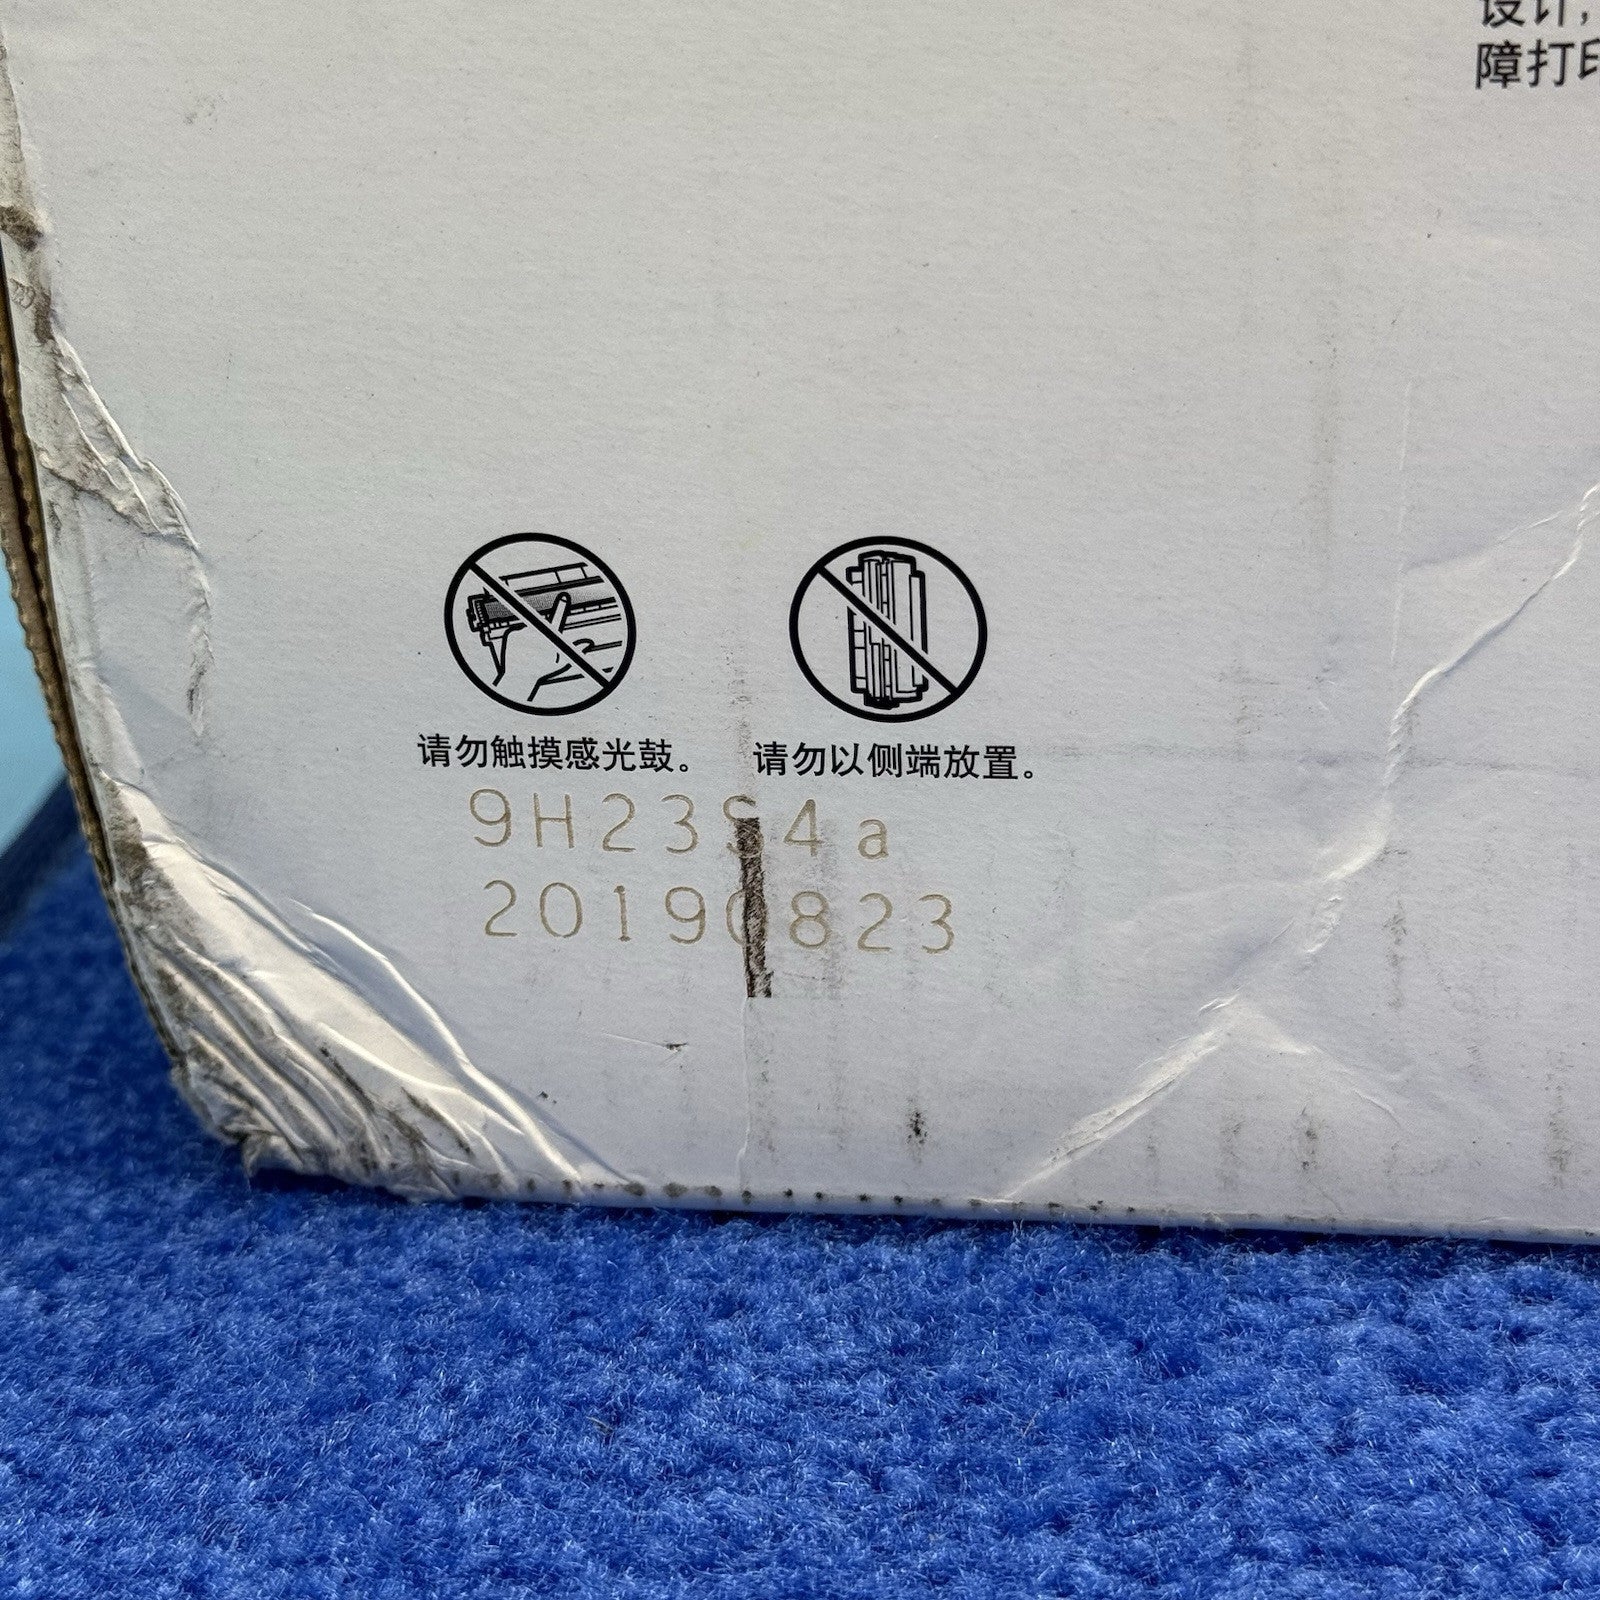 设计，
障打印
请勿触摸感光鼓。
请勿以侧端放置。
9H23S4a
20190823